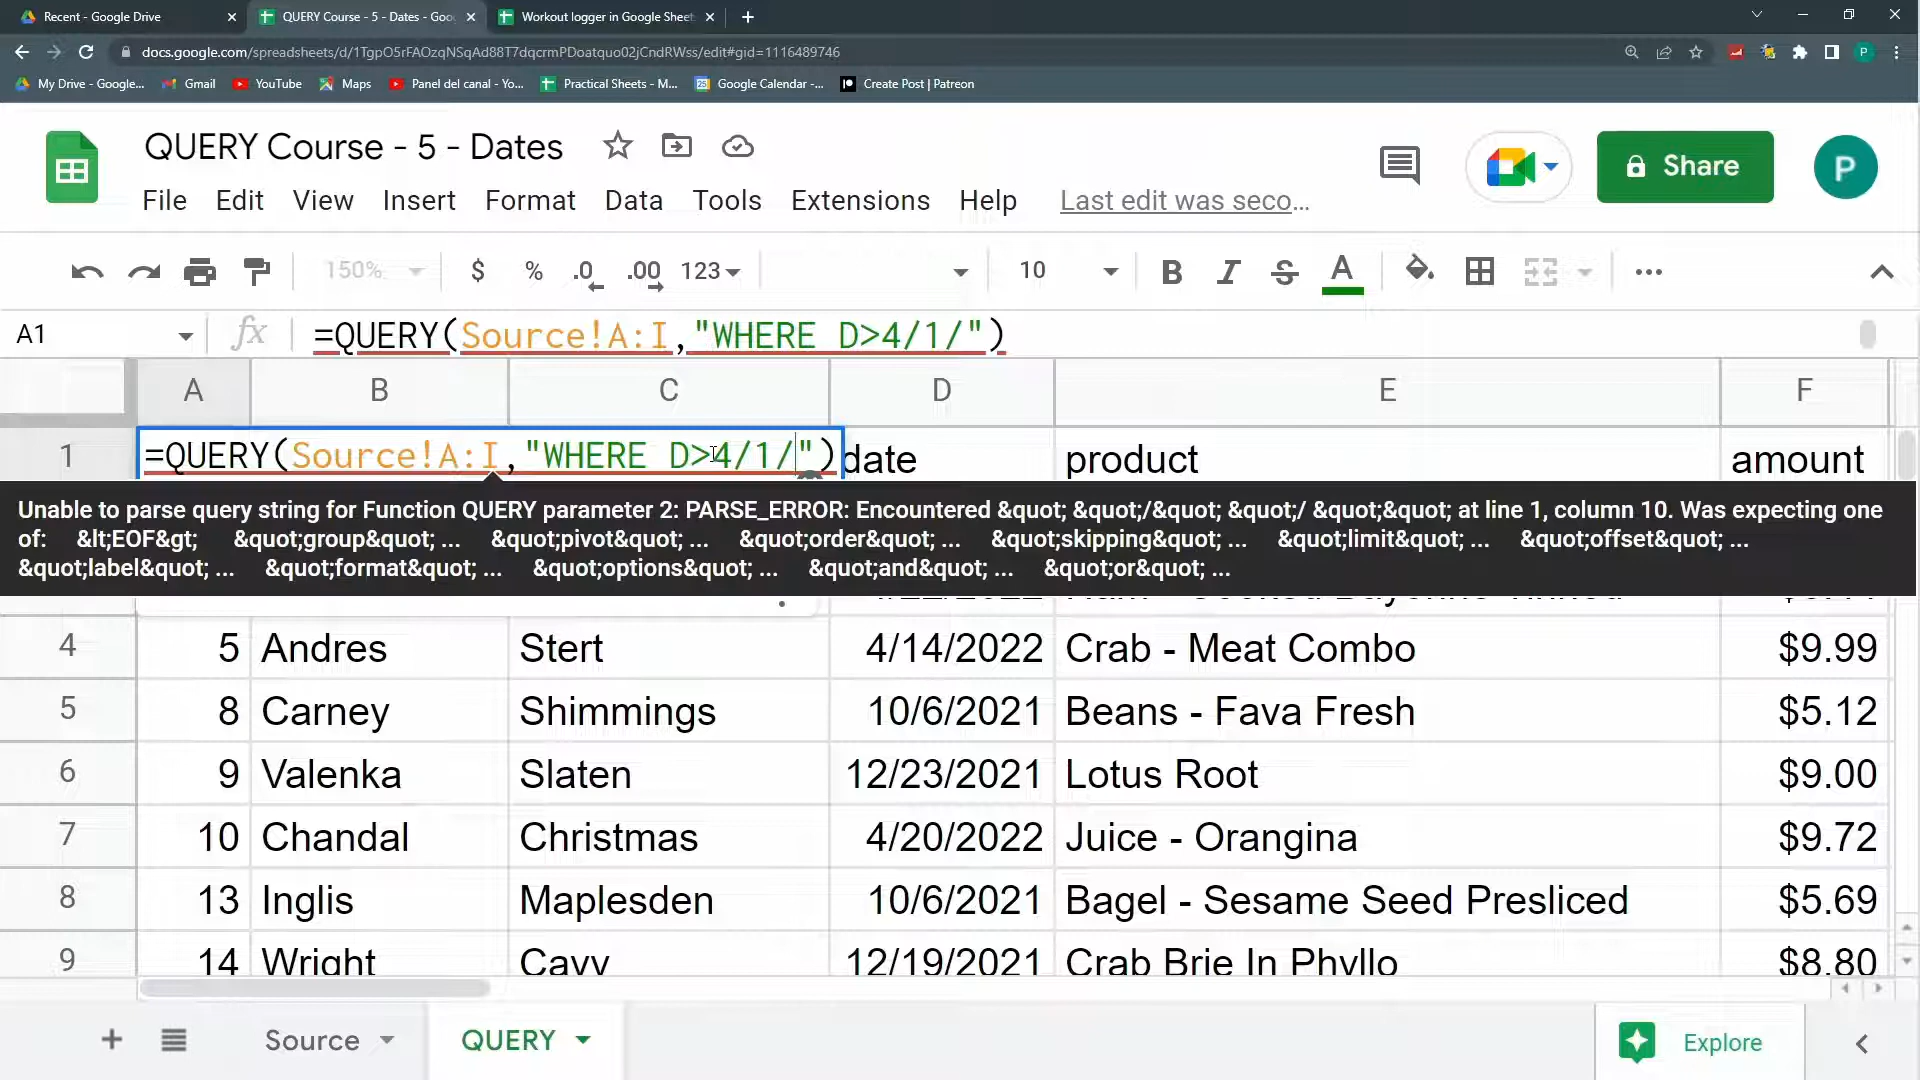 Recent - Google Drive
QUERY Course - 5 - Dates - Goo
Workout logger in Google Sheet
docs.google.com/spreadsheets/d/1TgpO5rFAOzqNSqAd88T7dqcrmPDoatquo02jCndRWss/edit#gid=1116489746
My Drive - Google... Gmail YouTube Maps Panel del canal - Yo... Practical Sheets - M... Google Calendar -... Create Post | Patreon
QUERY Course - 5 - Dates
Share
P
File Edit View Insert Format Data Tools Extensions Help Last edit was seco...
150% $ % .0 .00 123 10 B I S A
A1 fx =QUERY(Source!A:I,"WHERE D>4/1/")
A B C D E F
1 =QUERY(Source!A:I,"WHERE D>4/1/") date product amount
Unable to parse query string for Function QUERY parameter 2: PARSE_ERROR: Encountered &quot; &quot;/&quot; &quot;/ &quot;&quot; at line 1, column 10. Was expecting one
of: &lt;EOF&gt; &quot;group&quot; ... &quot;pivot&quot; ... &quot;order&quot; ... &quot;skipping&quot; ... &quot;limit&quot; ... &quot;offset&quot; ...
&quot;label&quot; ... &quot;format&quot; ... &quot;options&quot; ... &quot;and&quot; ... &quot;or&quot; ...
4 5 Andres Stert 4/14/2022 Crab - Meat Combo $9.99
5 8 Carney Shimmings 10/6/2021 Beans - Fava Fresh $5.12
6 9 Valenka Slaten 12/23/2021 Lotus Root $9.00
7 10 Chandal Christmas 4/20/2022 Juice - Orangina $9.72
8 13 Inglis Maplesden 10/6/2021 Bagel - Sesame Seed Presliced $5.69
9 14 Wright Cavy 12/19/2021 Crab Brie In Phyllo $8.80
Source QUERY Explore